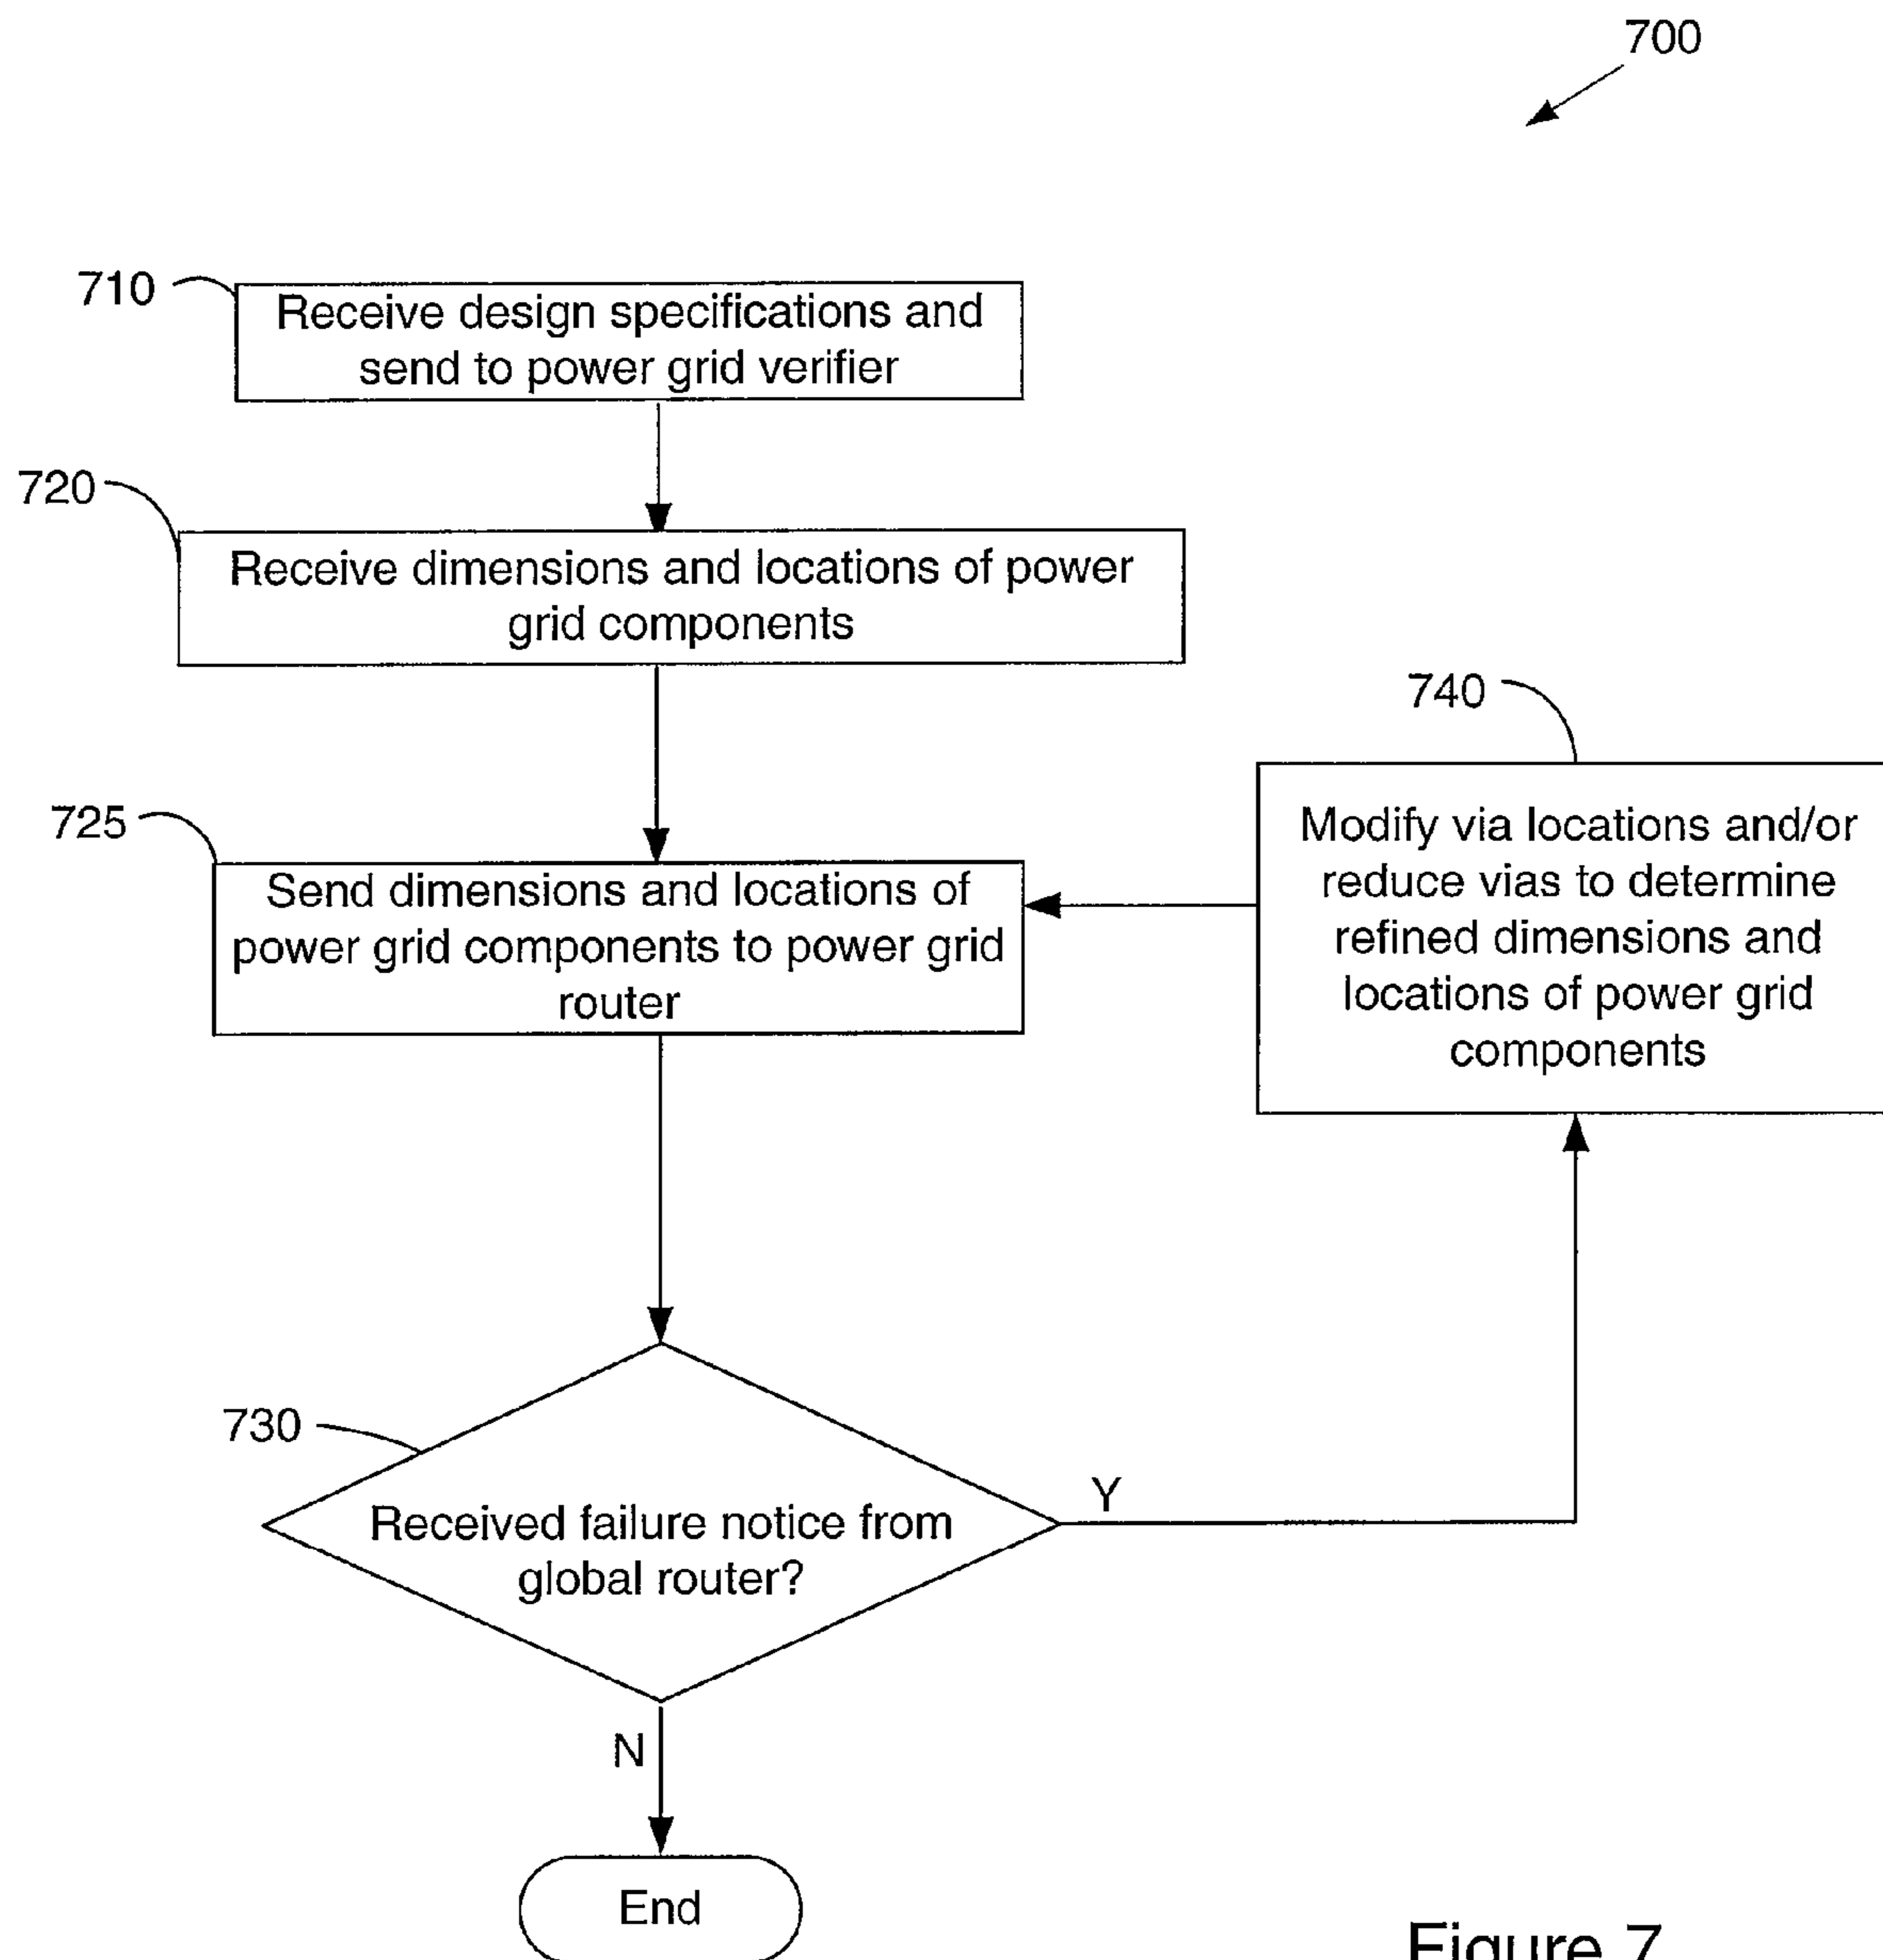 700
710
Receive design specifications and
send to power grid verifier
720
Receive dimensions and locations of power
grid components
740
Modify via locations and/or
reduce vias to determine
refined dimensions and
locations of power grid
components
725
Send dimensions and locations of
power grid components to power grid
router
730
Received failure notice from
global router?
Y
N
End
Figure 7